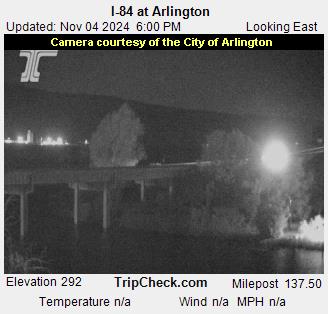 I-84 at Arlington
Updated: Nov 04 2024 6:00 PM Looking East
Camera courtesy of the City of Arlington
Elevation 292 TripCheck.com Milepost 137.50
Temperature n/a Wind n/a MPH n/a